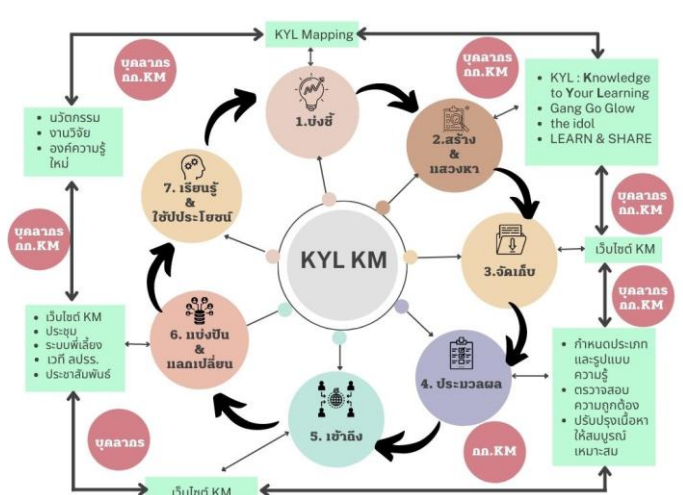 KYL Mapping
บุคลากร
กก.KM
บุคลากร
กก.KM
• KYL : Knowledge
to Your Learning
• Gang Go Glow
• the idol
• LEARN & SHARE
• นวัตกรรม
• งานวิจัย
• องค์ความรู้
ใหม่
1.บ่งชี้
2.สร้าง
&
แสวงหา
7. เรียนรู้
&
ใช้ปประโยชน์
บุคลากร
กก.KM
บุคลากร
กก.KM
KYL KM
3.จัดเก็บ
เว็บไซต์ KM
บุคลากร
กก.KM
• เว็บไซต์ KM
• ประชุม
• ระบบพี่เลี้ยง
• เวที ลปรร.
• ประชาสัมพันธ์
6. แบ่งปัน
&
แลกเปลี่ยน
4. ประมวลผล
• กำหนดประเภท
และรูปแบบ
ความรู้
• ตรวจสอบ
ความถูกต้อง
• ปรับปรุงเนื้อหา
ให้สมบูรณ์
เหมาะสม
5. เข้าถึง
บุคลากร
กก.KM
เว็บไซต์ KM